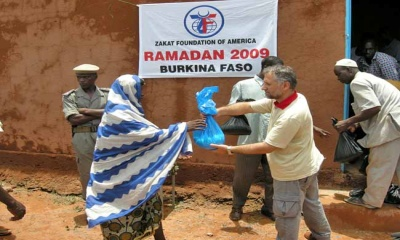 ZAKAT FOUNDATION OF AMERICA
RAMADAN 2009
BURKINA FASO